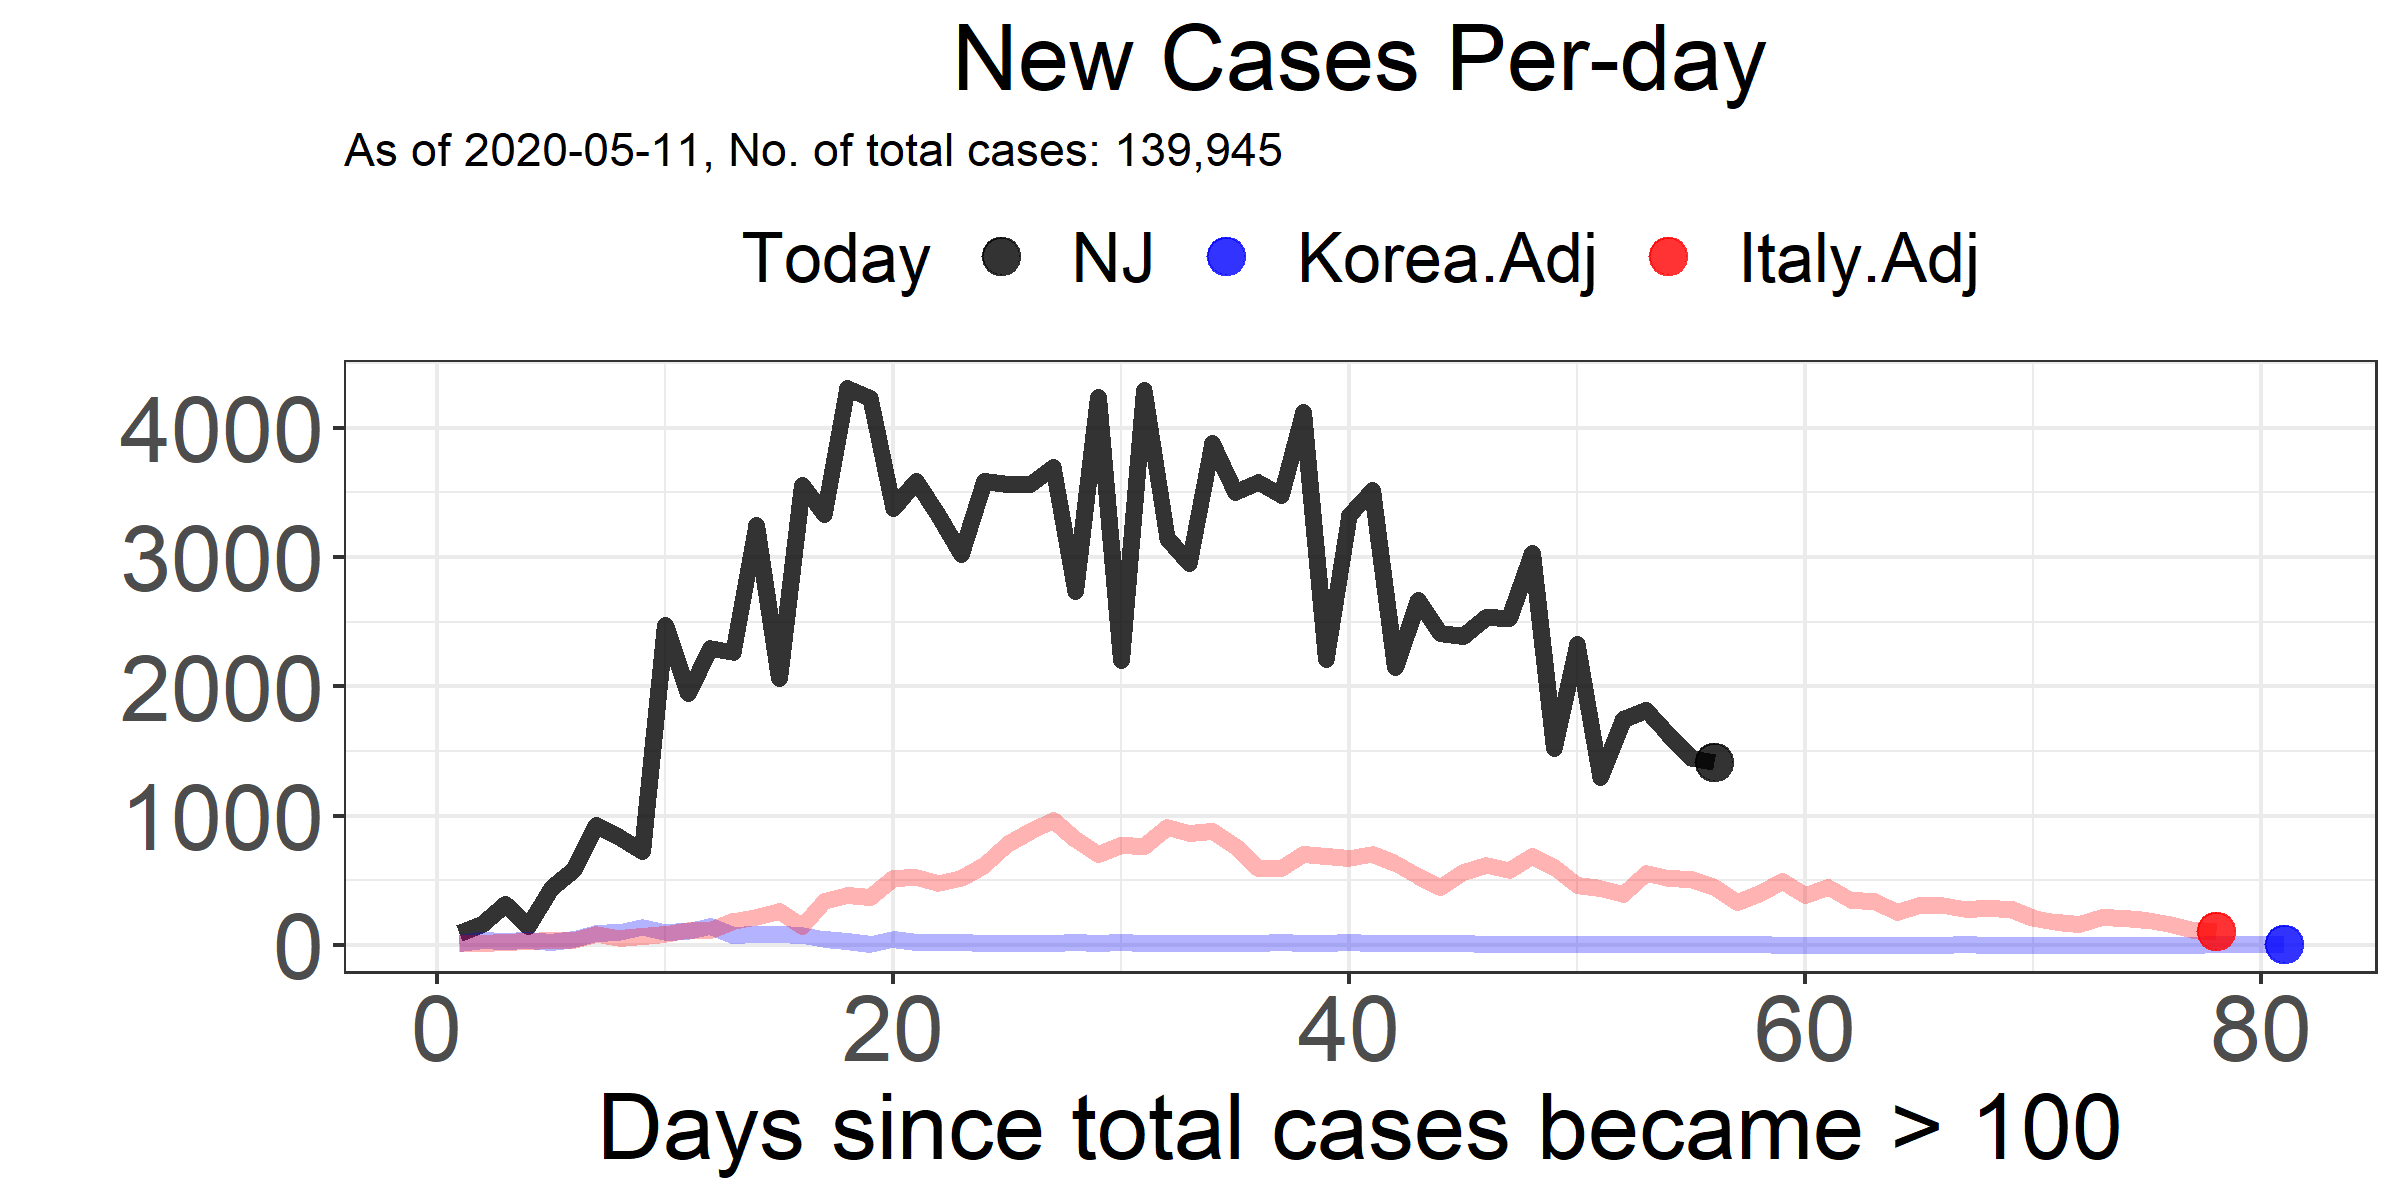 New Cases Per-day
As of 2020-05-11, No. of total cases: 139,945
Today NJ Korea.Adj Italy.Adj
4000
3000
2000
1000
0
0 20 40 60 80
Days since total cases became > 100